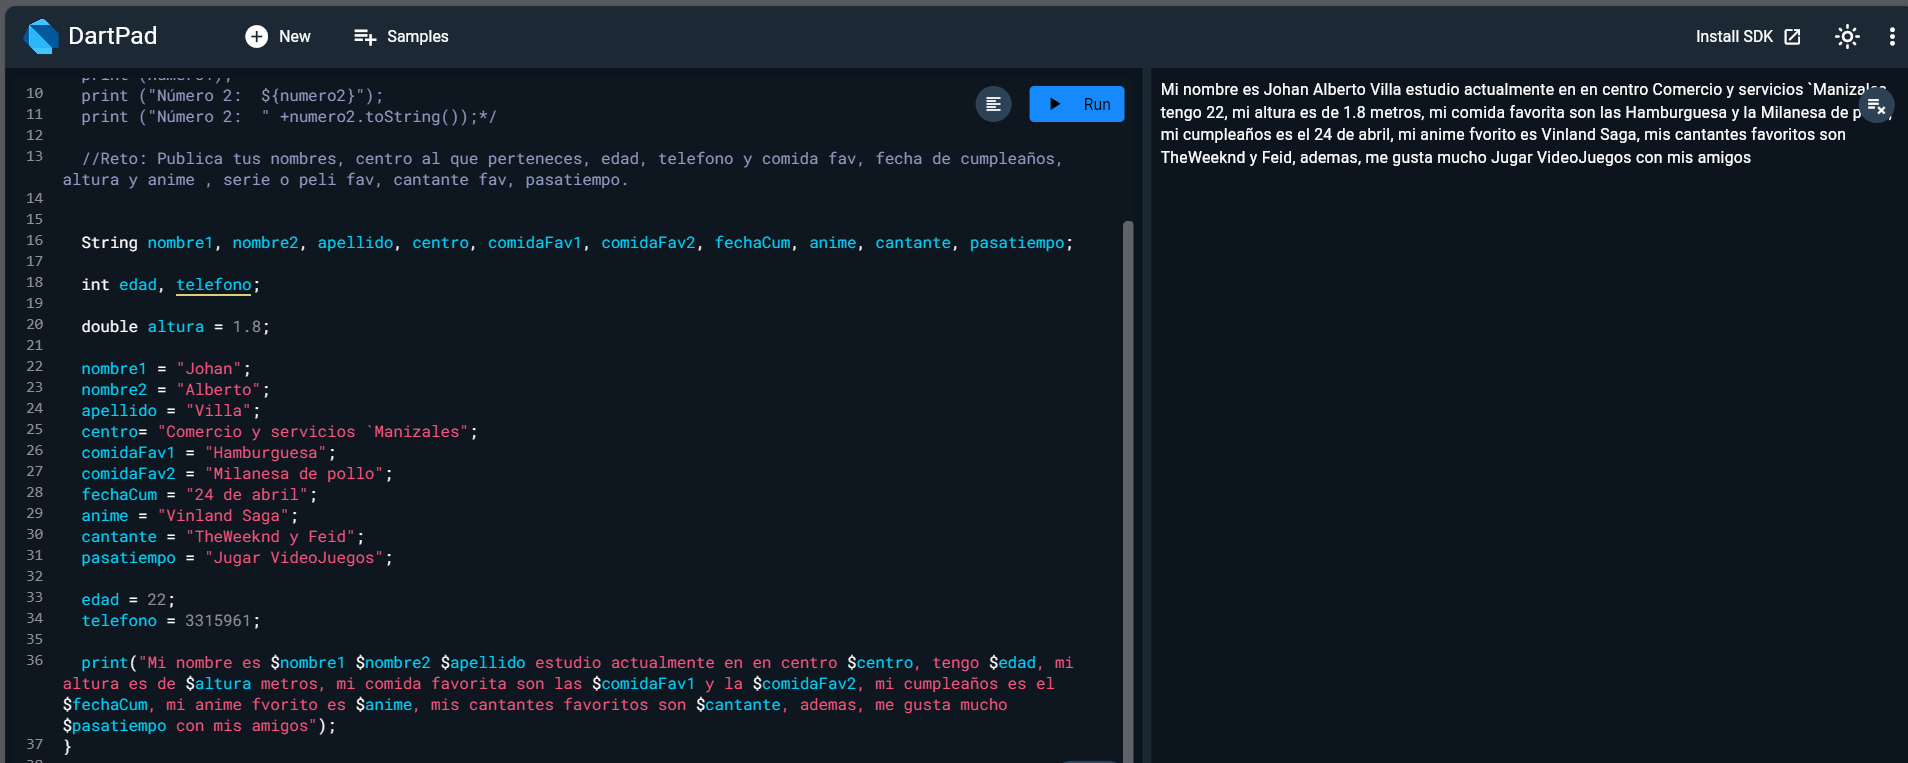 DartPad
New
Samples
Install SDK
print (numero1);
10 print ("Número 2:  ${numero2}");
11 print ("Número 2:  " +numero2.toString());*/
Run
12
13 //Reto: Publica tus nombres, centro al que perteneces, edad, telefono y comida fav, fecha de cumpleaños,
altura y anime , serie o peli fav, cantante fav, pasatiempo.
14
15
16 String nombre1, nombre2, apellido, centro, comidaFav1, comidaFav2, fechaCum, anime, cantante, pasatiempo;
17
18 int edad, telefono;
19
20 double altura = 1.8;
21
22 nombre1 = "Johan";
23 nombre2 = "Alberto";
24 apellido = "Villa";
25 centro= "Comercio y servicios `Manizales";
26 comidaFav1 = "Hamburguesa";
27 comidaFav2 = "Milanesa de pollo";
28 fechaCum = "24 de abril";
29 anime = "Vinland Saga";
30 cantante = "TheWeeknd y Feid";
31 pasatiempo = "Jugar VideoJuegos";
32
33 edad = 22;
34 telefono = 3315961;
35
36 print("Mi nombre es $nombre1 $nombre2 $apellido estudio actualmente en en centro $centro, tengo $edad, mi
altura es de $altura metros, mi comida favorita son las $comidaFav1 y la $comidaFav2, mi cumpleaños es el
$fechaCum, mi anime fvorito es $anime, mis cantantes favoritos son $cantante, ademas, me gusta mucho
$pasatiempo con mis amigos");
37 }
Mi nombre es Johan Alberto Villa estudio actualmente en en centro Comercio y servicios `Manizales
tengo 22, mi altura es de 1.8 metros, mi comida favorita son las Hamburguesa y la Milanesa de
mi cumpleaños es el 24 de abril, mi anime fvorito es Vinland Saga, mis cantantes favoritos son
TheWeeknd y Feid, ademas, me gusta mucho Jugar VideoJuegos con mis amigos